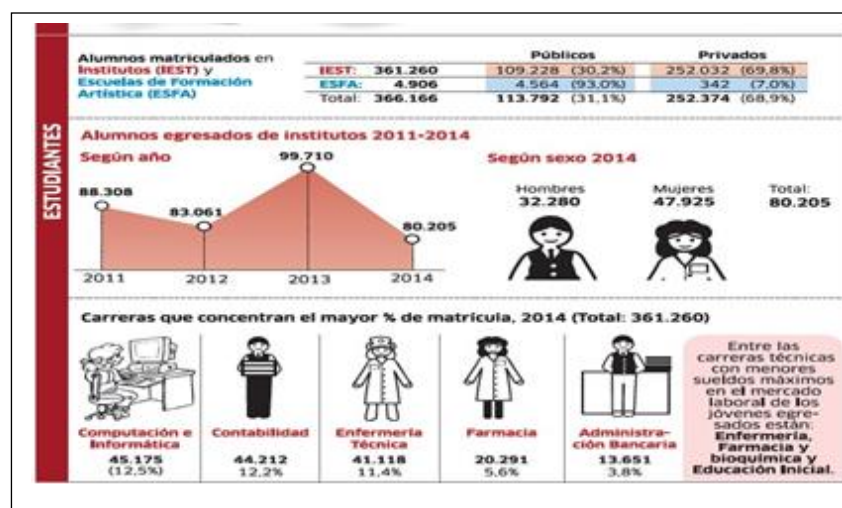 ESTUDIANTES
Alumnos matriculados en
Institutos (IEST) y
Escuelas de Formación
Artística (ESFA)
Públicos Privados
IEST: 361.260 109.228 (30,2%) 252.032 (69,8%)
ESFA: 4.906 4.564 (93,0%) 342 (7,0%)
Total: 366.166 113.792 (31,1%) 252.374 (68,9%)
Alumnos egresados de institutos 2011-2014
Según año
99.710
88.308
83.061
80.205
2011 2012 2013 2014
Según sexo 2014
Hombres Mujeres Total:
32.280 47.925 80.205
Carreras que concentran el mayor % de matrícula, 2014 (Total: 361.260)
Computación e
Informática
45.175
(12,5%)
Contabilidad
44.212
12,2%
Enfermería
Técnica
41.118
11,4%
Farmacia
20.291
5,6%
Administra-
ción Bancaria
13.651
3,8%
Entre las
carreras técnicas
con menores
sueldos máximos
en el mercado
laboral de los
jóvenes egre-
sados están:
Enfermería,
Farmacia y
bioquímica y
Educación Inicial.